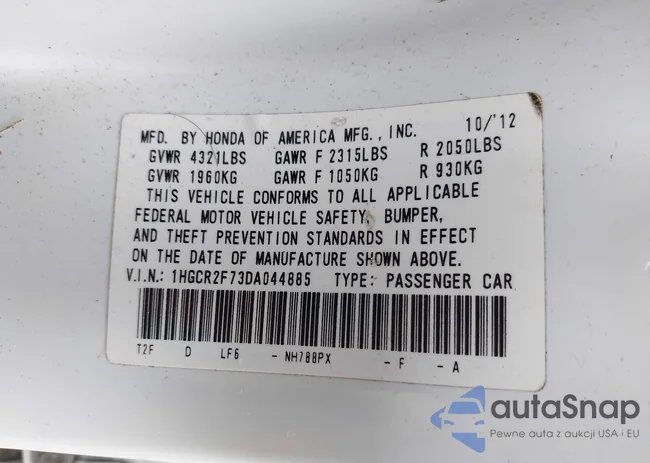 MFD. BY HONDA OF AMERICA MFG., INC. 10/'12
GVWR 4321LBS GAWR F 2315LBS R 2050LBS
GVWR 1960KG GAWR F 1050KG R 930KG
THIS VEHICLE CONFORMS TO ALL APPLICABLE
FEDERAL MOTOR VEHICLE SAFETY, BUMPER,
AND THEFT PREVENTION STANDARDS IN EFFECT
ON THE DATE OF MANUFACTURE SHOWN ABOVE.
V.I.N.: 1HGCR2F73DA044885 TYPE: PASSENGER CAR
T2F D LF6 - NH788PX - F - A
autaSnap
Pewne auta z aukcji USA i EU